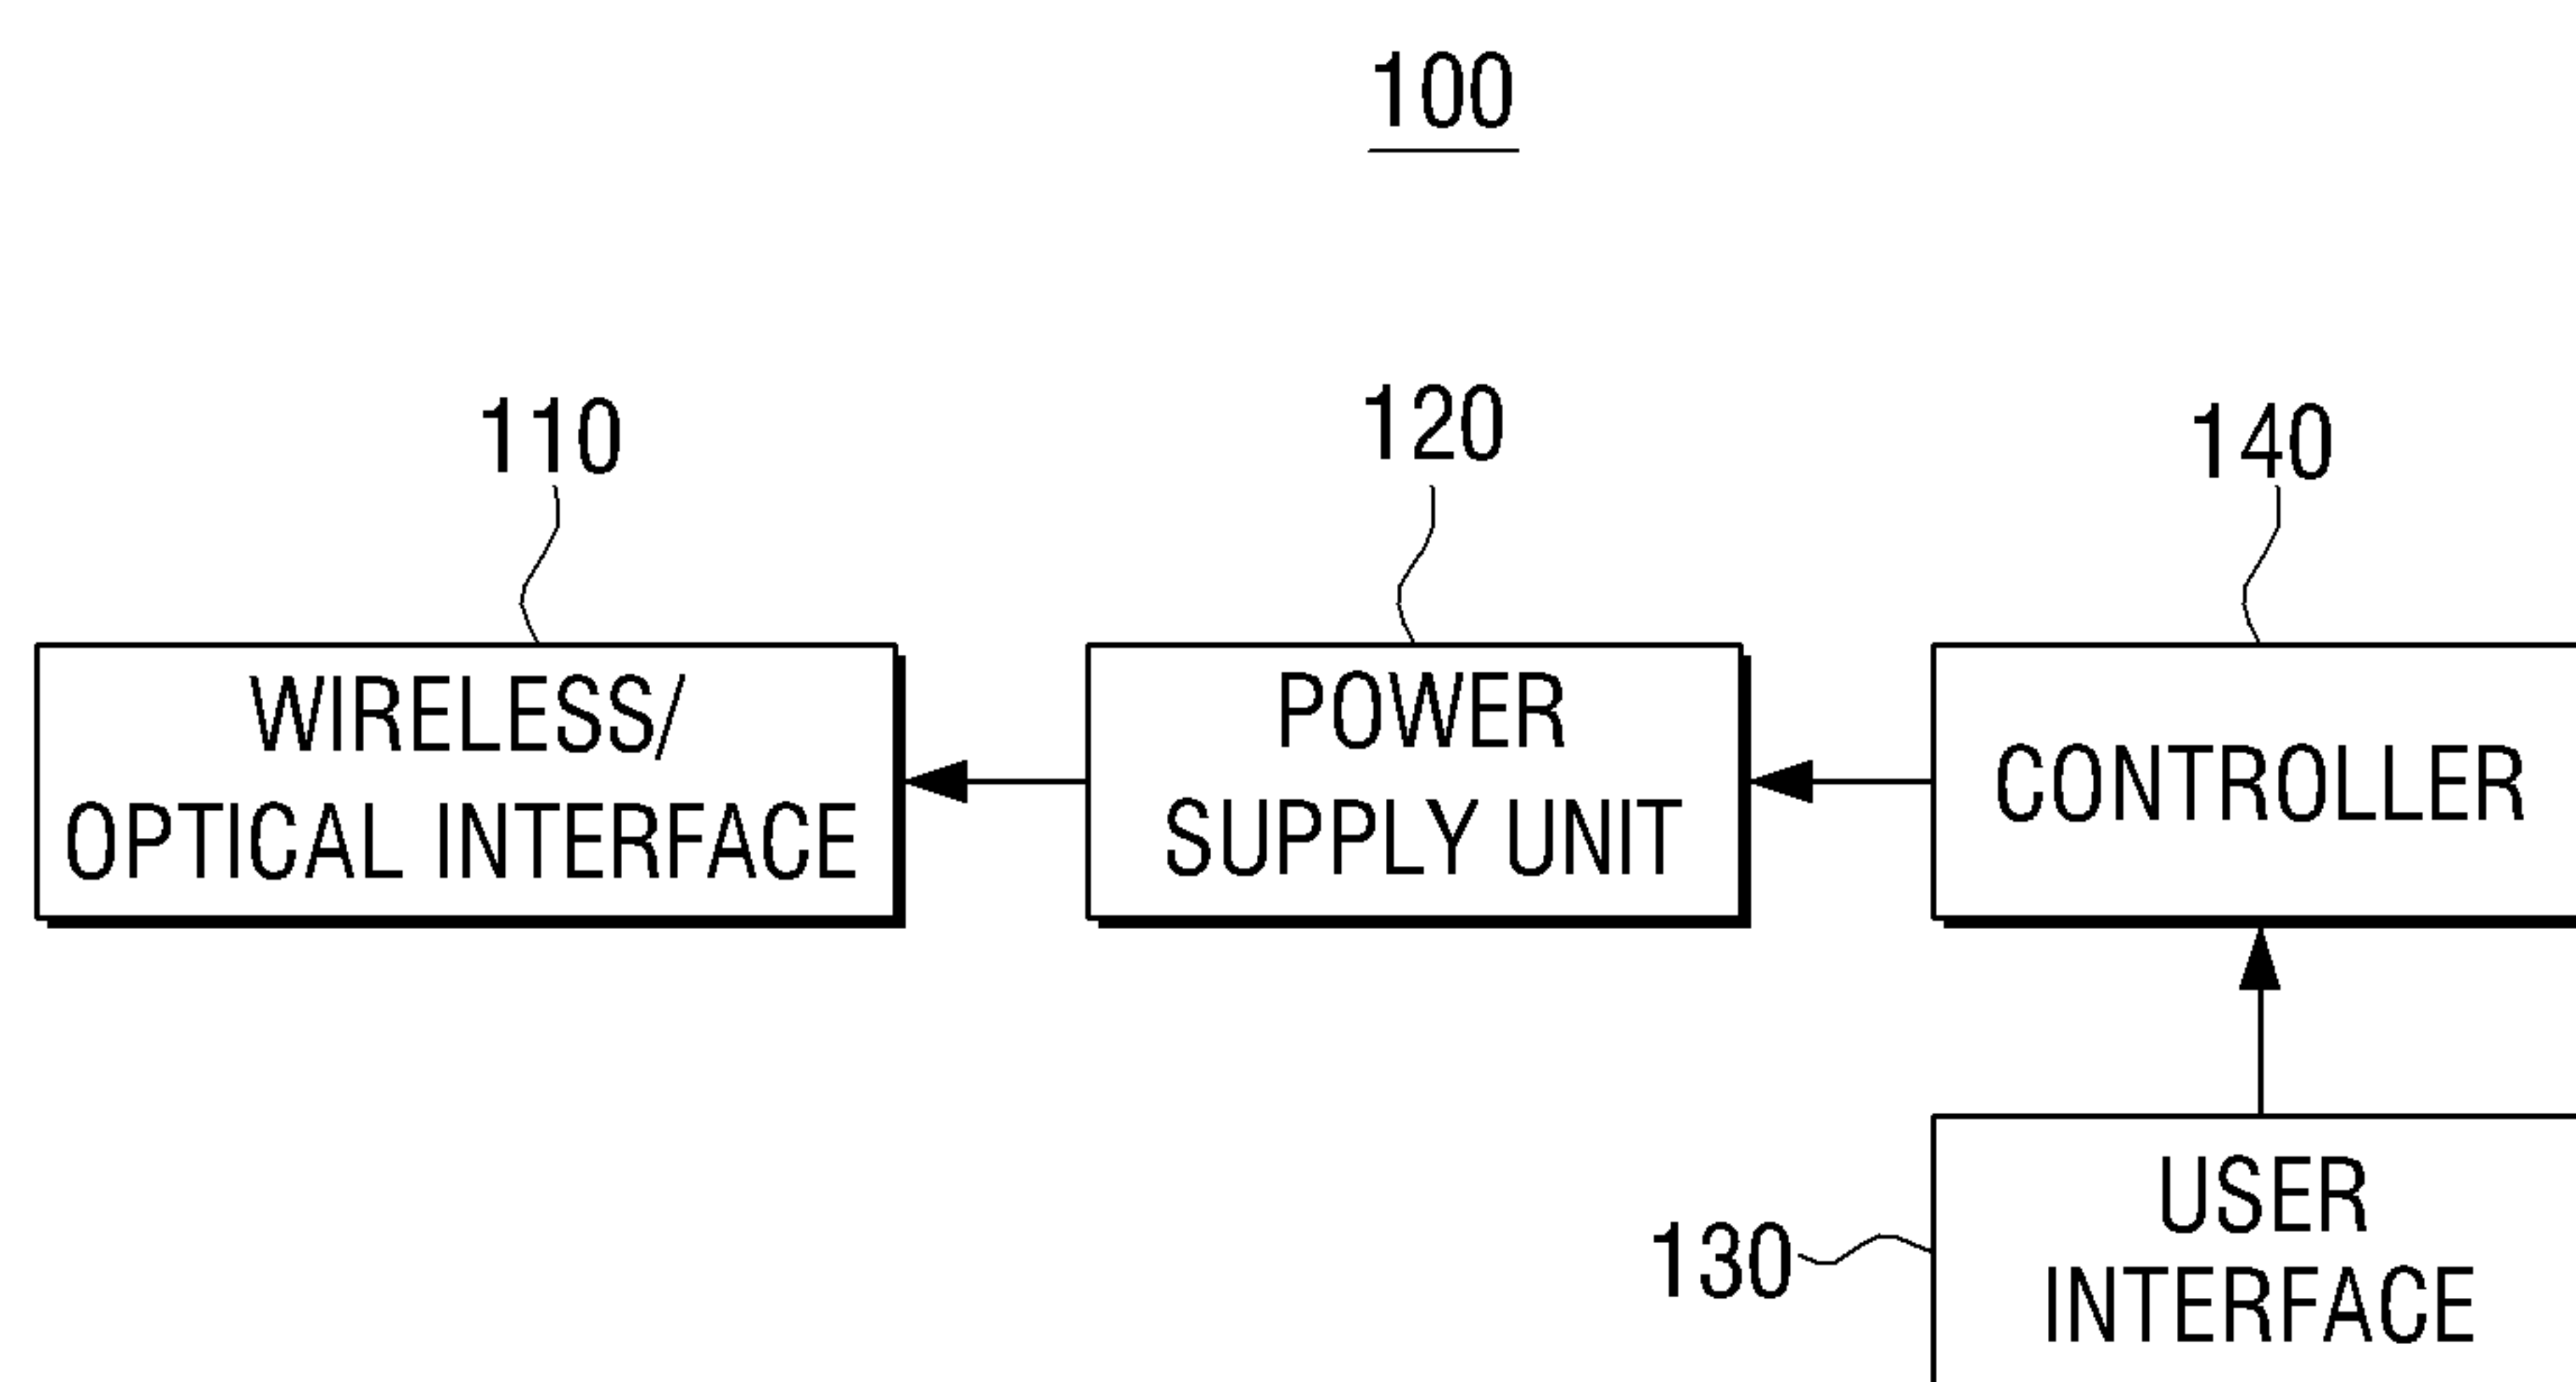 100
110
120
140
WIRELESS/
OPTICAL INTERFACE
POWER
SUPPLY UNIT
CONTROLLER
130
USER
INTERFACE